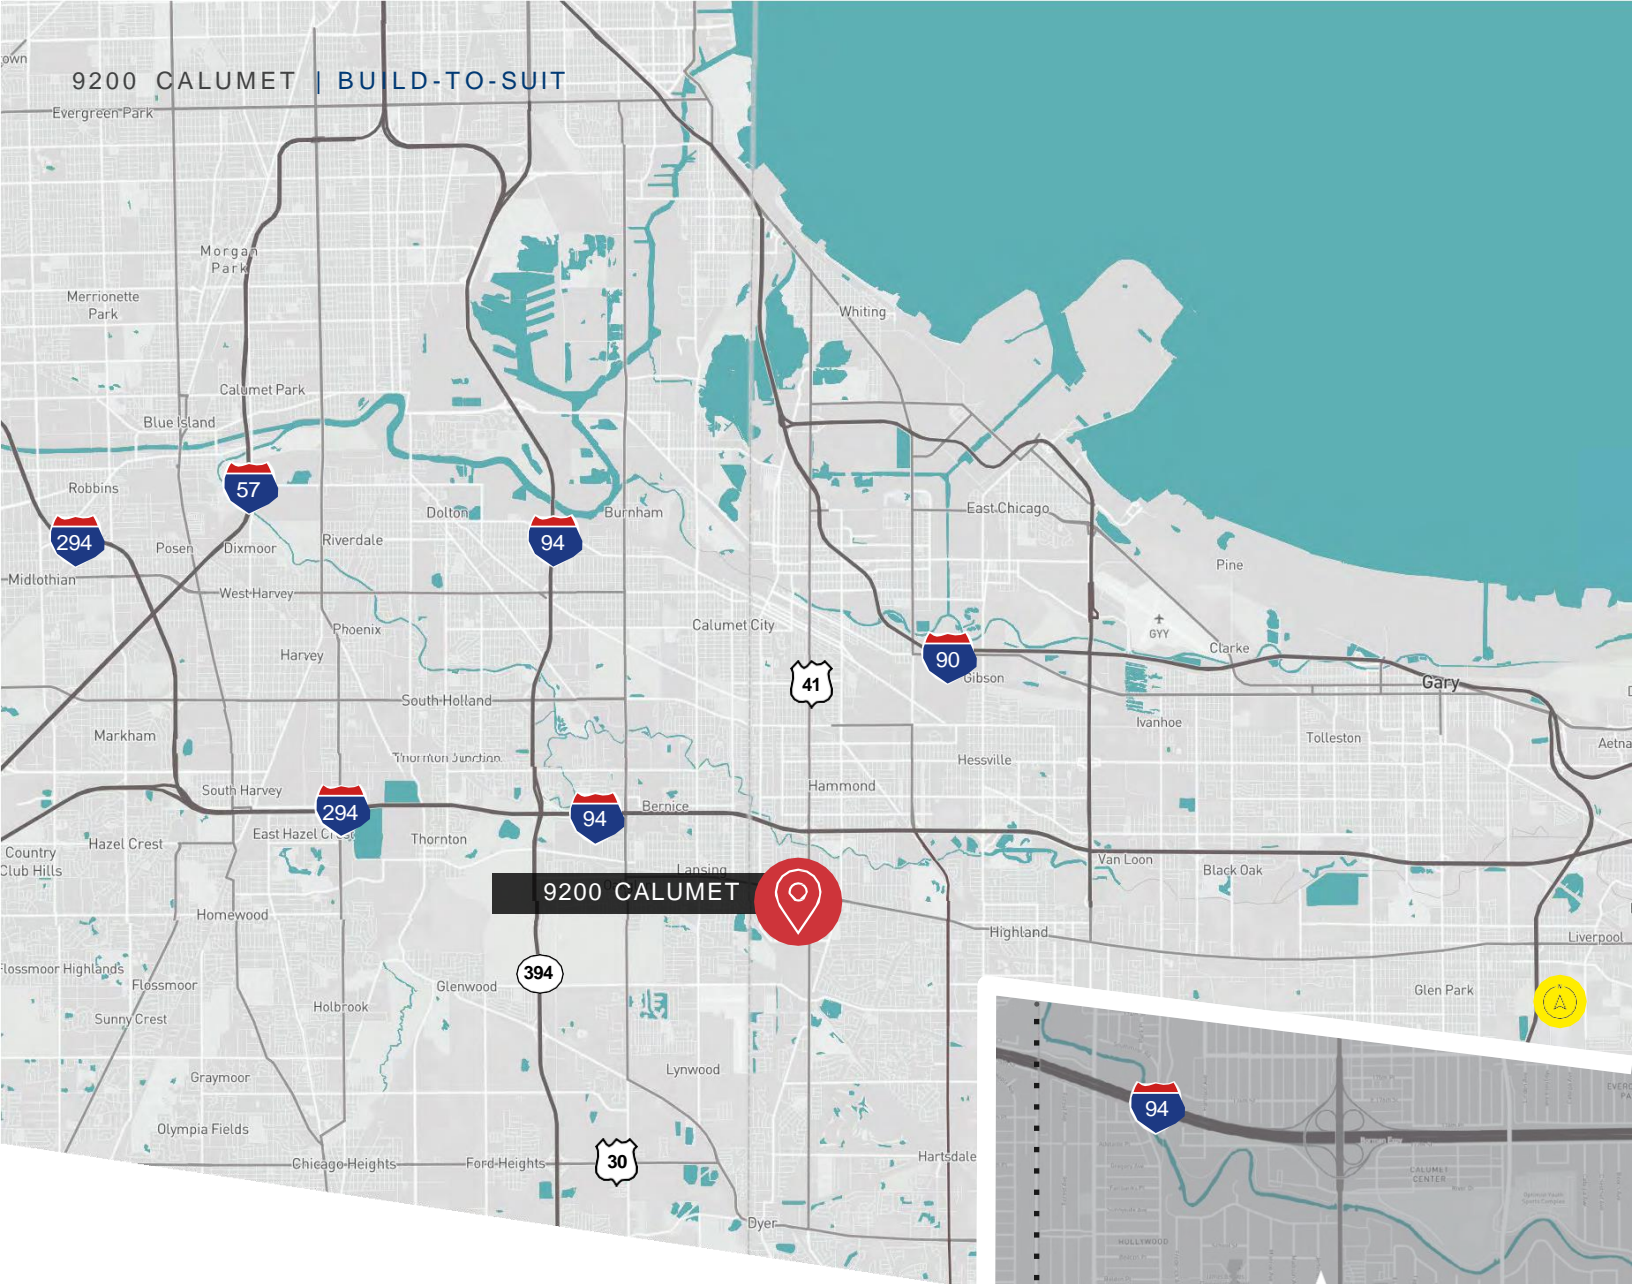 own
9200 CALUMET | BUILD-TO-SUIT
Evergreen Park
Morgan
Park
Merrionette
Park
Whiting
Calumet Park
Blue Island
Robbins
57
294
Dolton
94
Burnham
East Chicago
Posen
Dixmoor
Riverdale
Midlothian
West Harvey
Pine
Phoenix
Calumet City
GYY
Harvey
90
Clarke
41
Gibson
Gary
South Holland
Markham
Ivanhoe
Tolleston
Aetna
Thornton Junction
Hessville
South Harvey
Hammond
294
94
Bernice
East Hazel Crest
Hazel Crest
Thornton
Country
Club Hills
Lansing
Van Loon
Black Oak
9200 CALUMET
Homewood
Highland
Liverpool
Flossmoor Highlands
Flossmoor
394
Glenwood
Glen Park
Holbrook
Sunny Crest
Graymoor
Lynwood
94
Olympia Fields
Chicago Heights
Ford Heights
30
Hartsdale
CALUMET
CENTER
Dyer
HOLLYWOOD